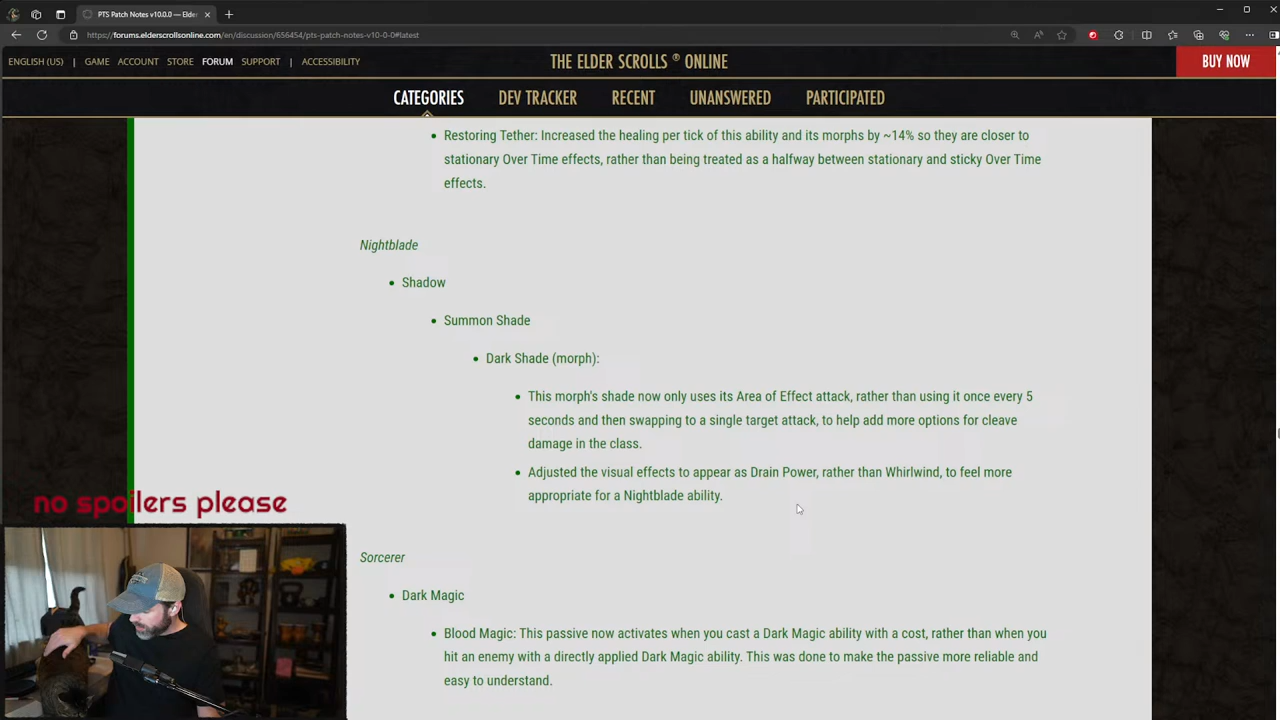 PTS Patch Notes v10.0.0 — Elder
https://forums.elderscrollsonline.com/en/discussion/656454/pts-patch-notes-v10-0-0#latest
ENGLISH (US) | GAME ACCOUNT STORE FORUM SUPPORT | ACCESSIBILITY
THE ELDER SCROLLS ® ONLINE
BUY NOW
CATEGORIES DEV TRACKER RECENT UNANSWERED PARTICIPATED
• Restoring Tether: Increased the healing per tick of this ability and its morphs by ~14% so they are closer to
stationary Over Time effects, rather than being treated as a halfway between stationary and sticky Over Time
effects.
Nightblade
• Shadow
• Summon Shade
• Dark Shade (morph):
• This morph's shade now only uses its Area of Effect attack, rather than using it once every 5
seconds and then swapping to a single target attack, to help add more options for cleave
damage in the class.
• Adjusted the visual effects to appear as Drain Power, rather than Whirlwind, to feel more
appropriate for a Nightblade ability.
no spoilers please
Sorcerer
• Dark Magic
• Blood Magic: This passive now activates when you cast a Dark Magic ability with a cost, rather than when you
hit an enemy with a directly applied Dark Magic ability. This was done to make the passive more reliable and
easy to understand.